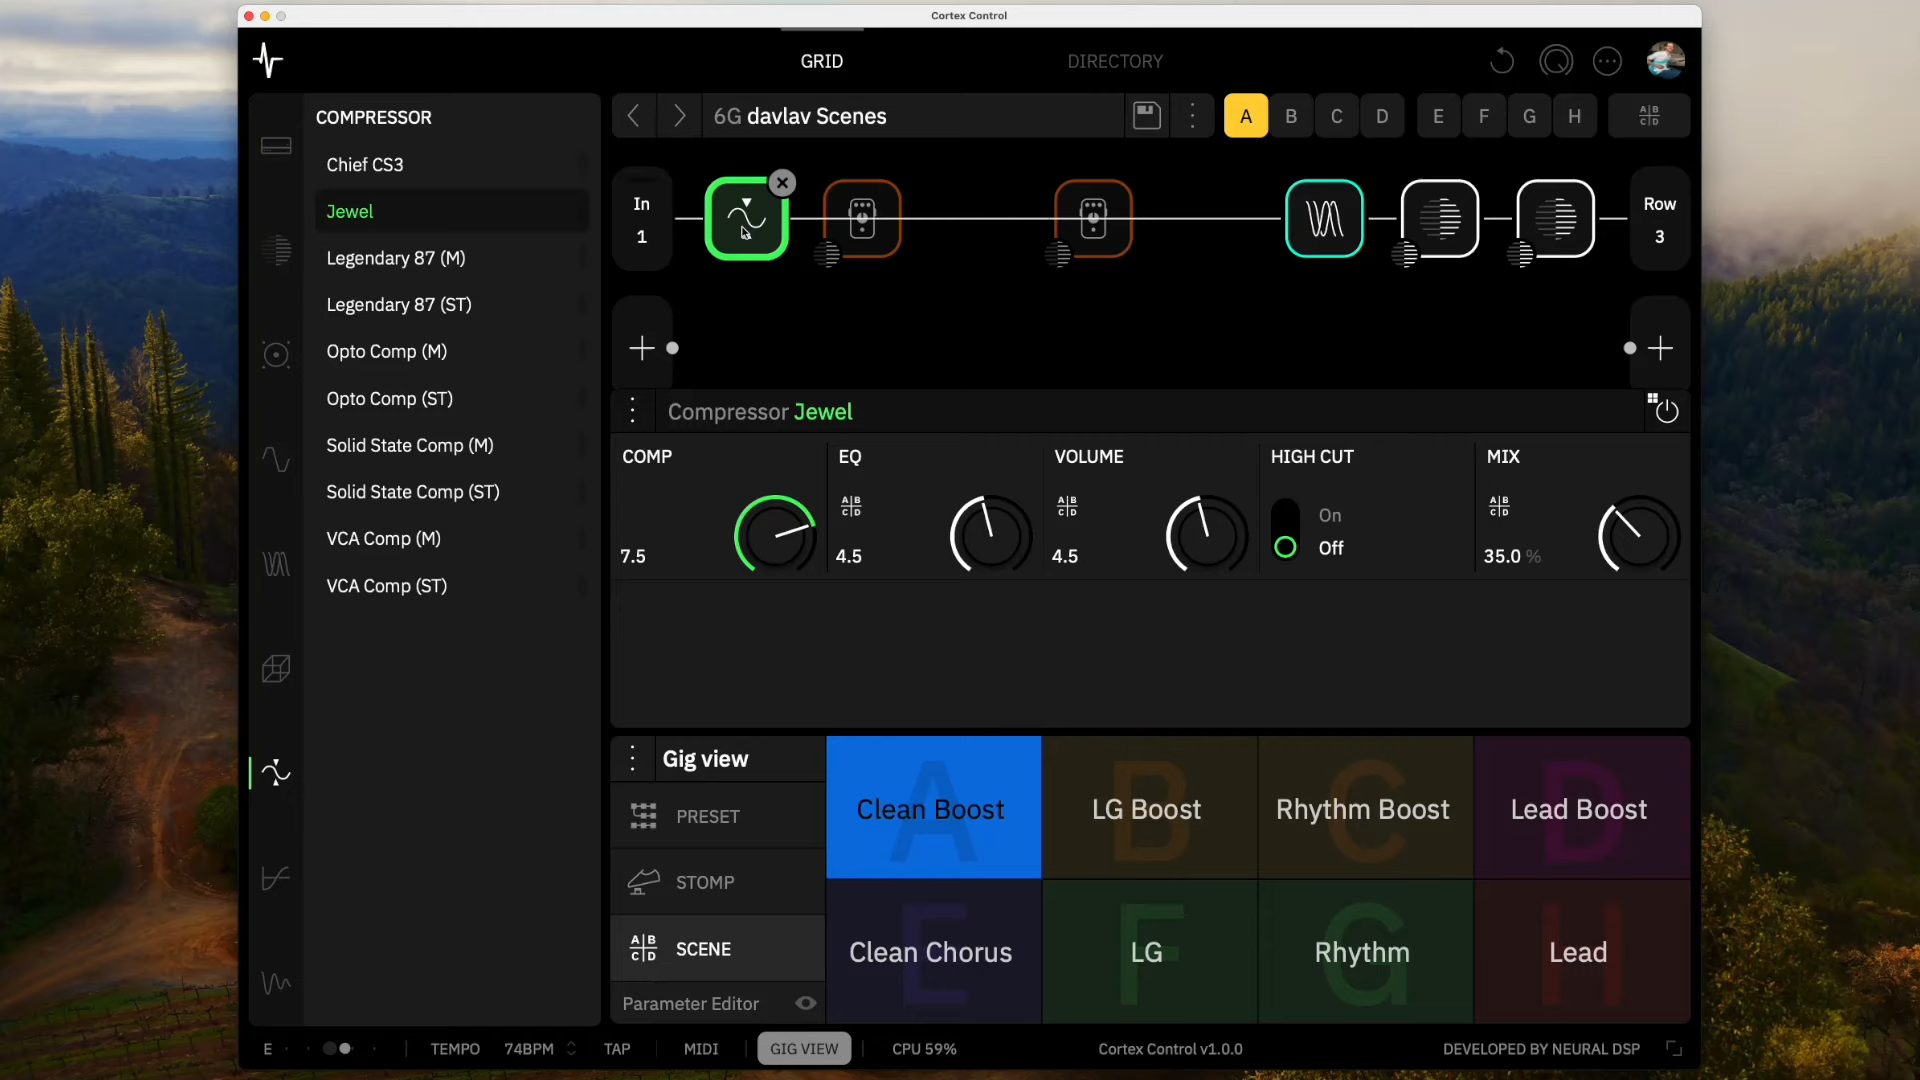 Cortex Control
GRID
DIRECTORY
COMPRESSOR
Chief CS3
Jewel
Legendary 87 (M)
Legendary 87 (ST)
Opto Comp (M)
Opto Comp (ST)
Solid State Comp (M)
Solid State Comp (ST)
VCA Comp (M)
VCA Comp (ST)
6G davlav Scenes
A B C D E F G H
A B C D
In
1
Row
3
Compressor Jewel
COMP
7.5
EQ
A B C D
4.5
VOLUME
A B C D
4.5
HIGH CUT
On
Off
MIX
A B C D
35.0 %
Gig view
PRESET
STOMP
A B C D
SCENE
Parameter Editor
A
Clean Boost
B
LG Boost
C
Rhythm Boost
D
Lead Boost
E
Clean Chorus
F
LG
G
Rhythm
H
Lead
E
TEMPO
74BPM
TAP
MIDI
GIG VIEW
CPU 59%
Cortex Control v1.0.0
DEVELOPED BY NEURAL DSP